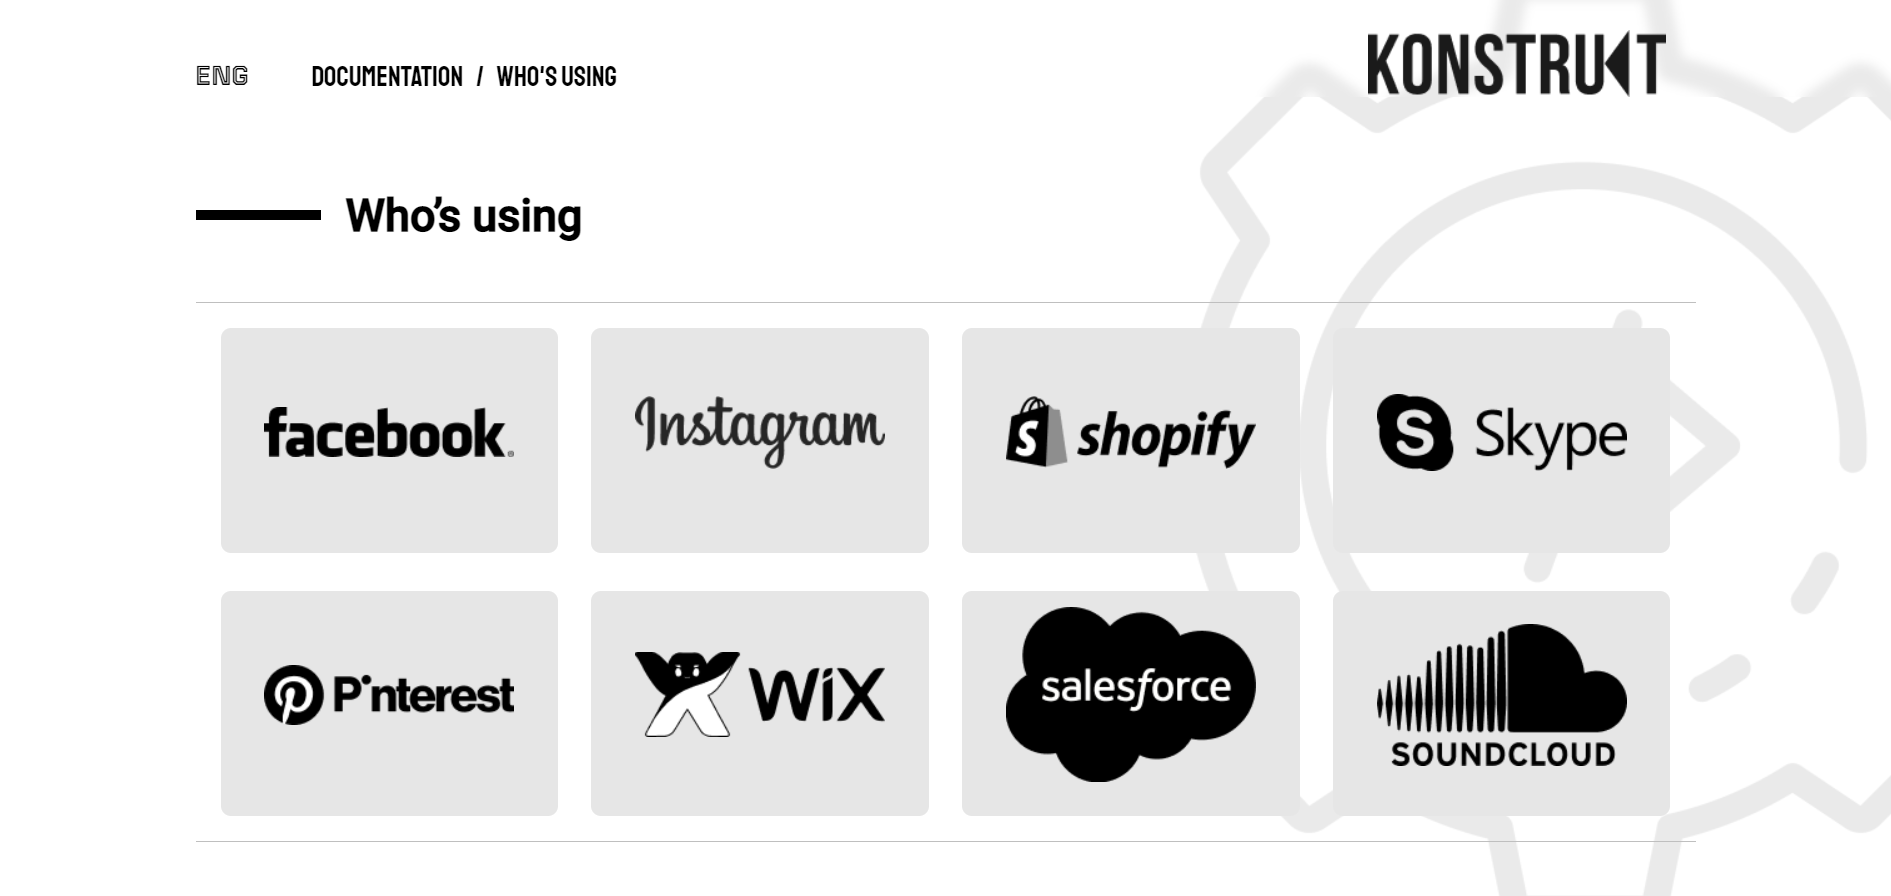 ENG DOCUMENTATION / WHO'S USING
KONSTRUKT
Who’s using
facebook®
Instagram
shopify
Skype
Pinterest
WiX
salesforce
SOUNDCLOUD